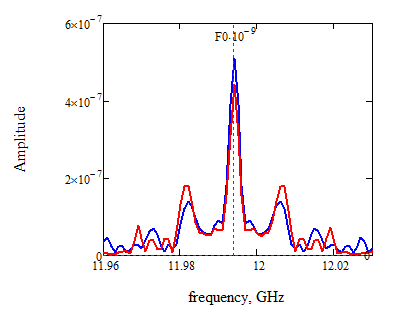 6×10⁻⁷
F0·10⁻⁹
4×10⁻⁷
Amplitude
2×10⁻⁷
0
11.96 11.98 12 12.02
frequency, GHz